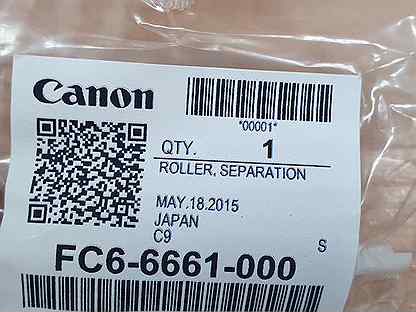 Canon
*00001*
QTY. 1
ROLLER, SEPARATION
MAY.18.2015
JAPAN
C9
S
FC6-6661-000